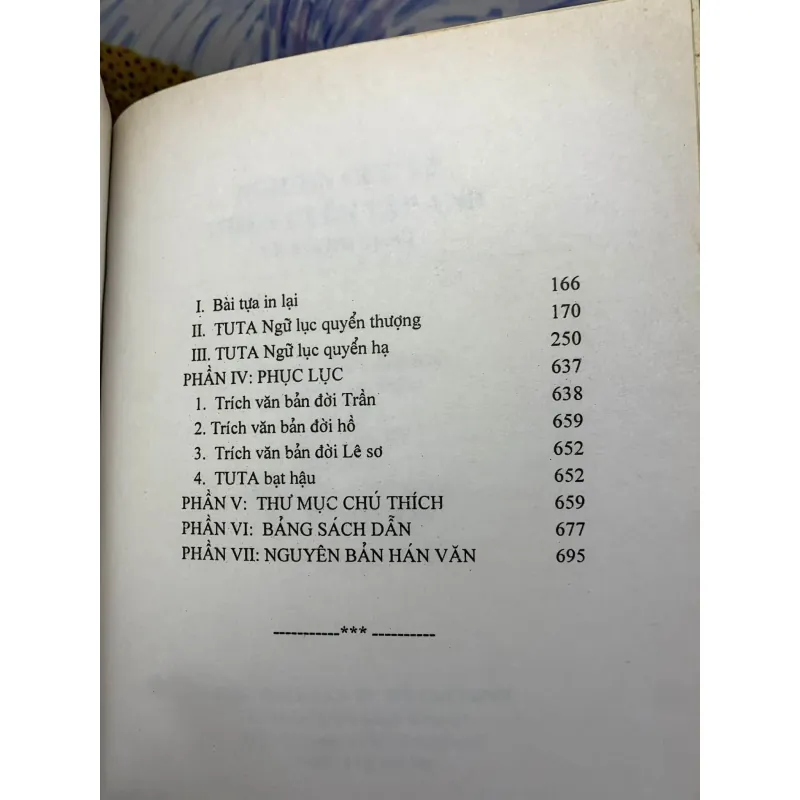 I. Bài tựa in lại 166
II. TUTA Ngữ lục quyển thượng 170
III. TUTA Ngữ lục quyển hạ 250
PHẦN IV: PHỤC LỤC 637
1. Trích văn bản đời Trần 638
2. Trích văn bản đời hồ 659
3. Trích văn bản đời Lê sơ 652
4. TUTA bạt hậu 652
PHẦN V: THƯ MỤC CHÚ THÍCH 659
PHẦN VI: BẢNG SÁCH DẪN 677
PHẦN VII: NGUYÊN BẢN HÁN VĂN 695
-----------*** ----------